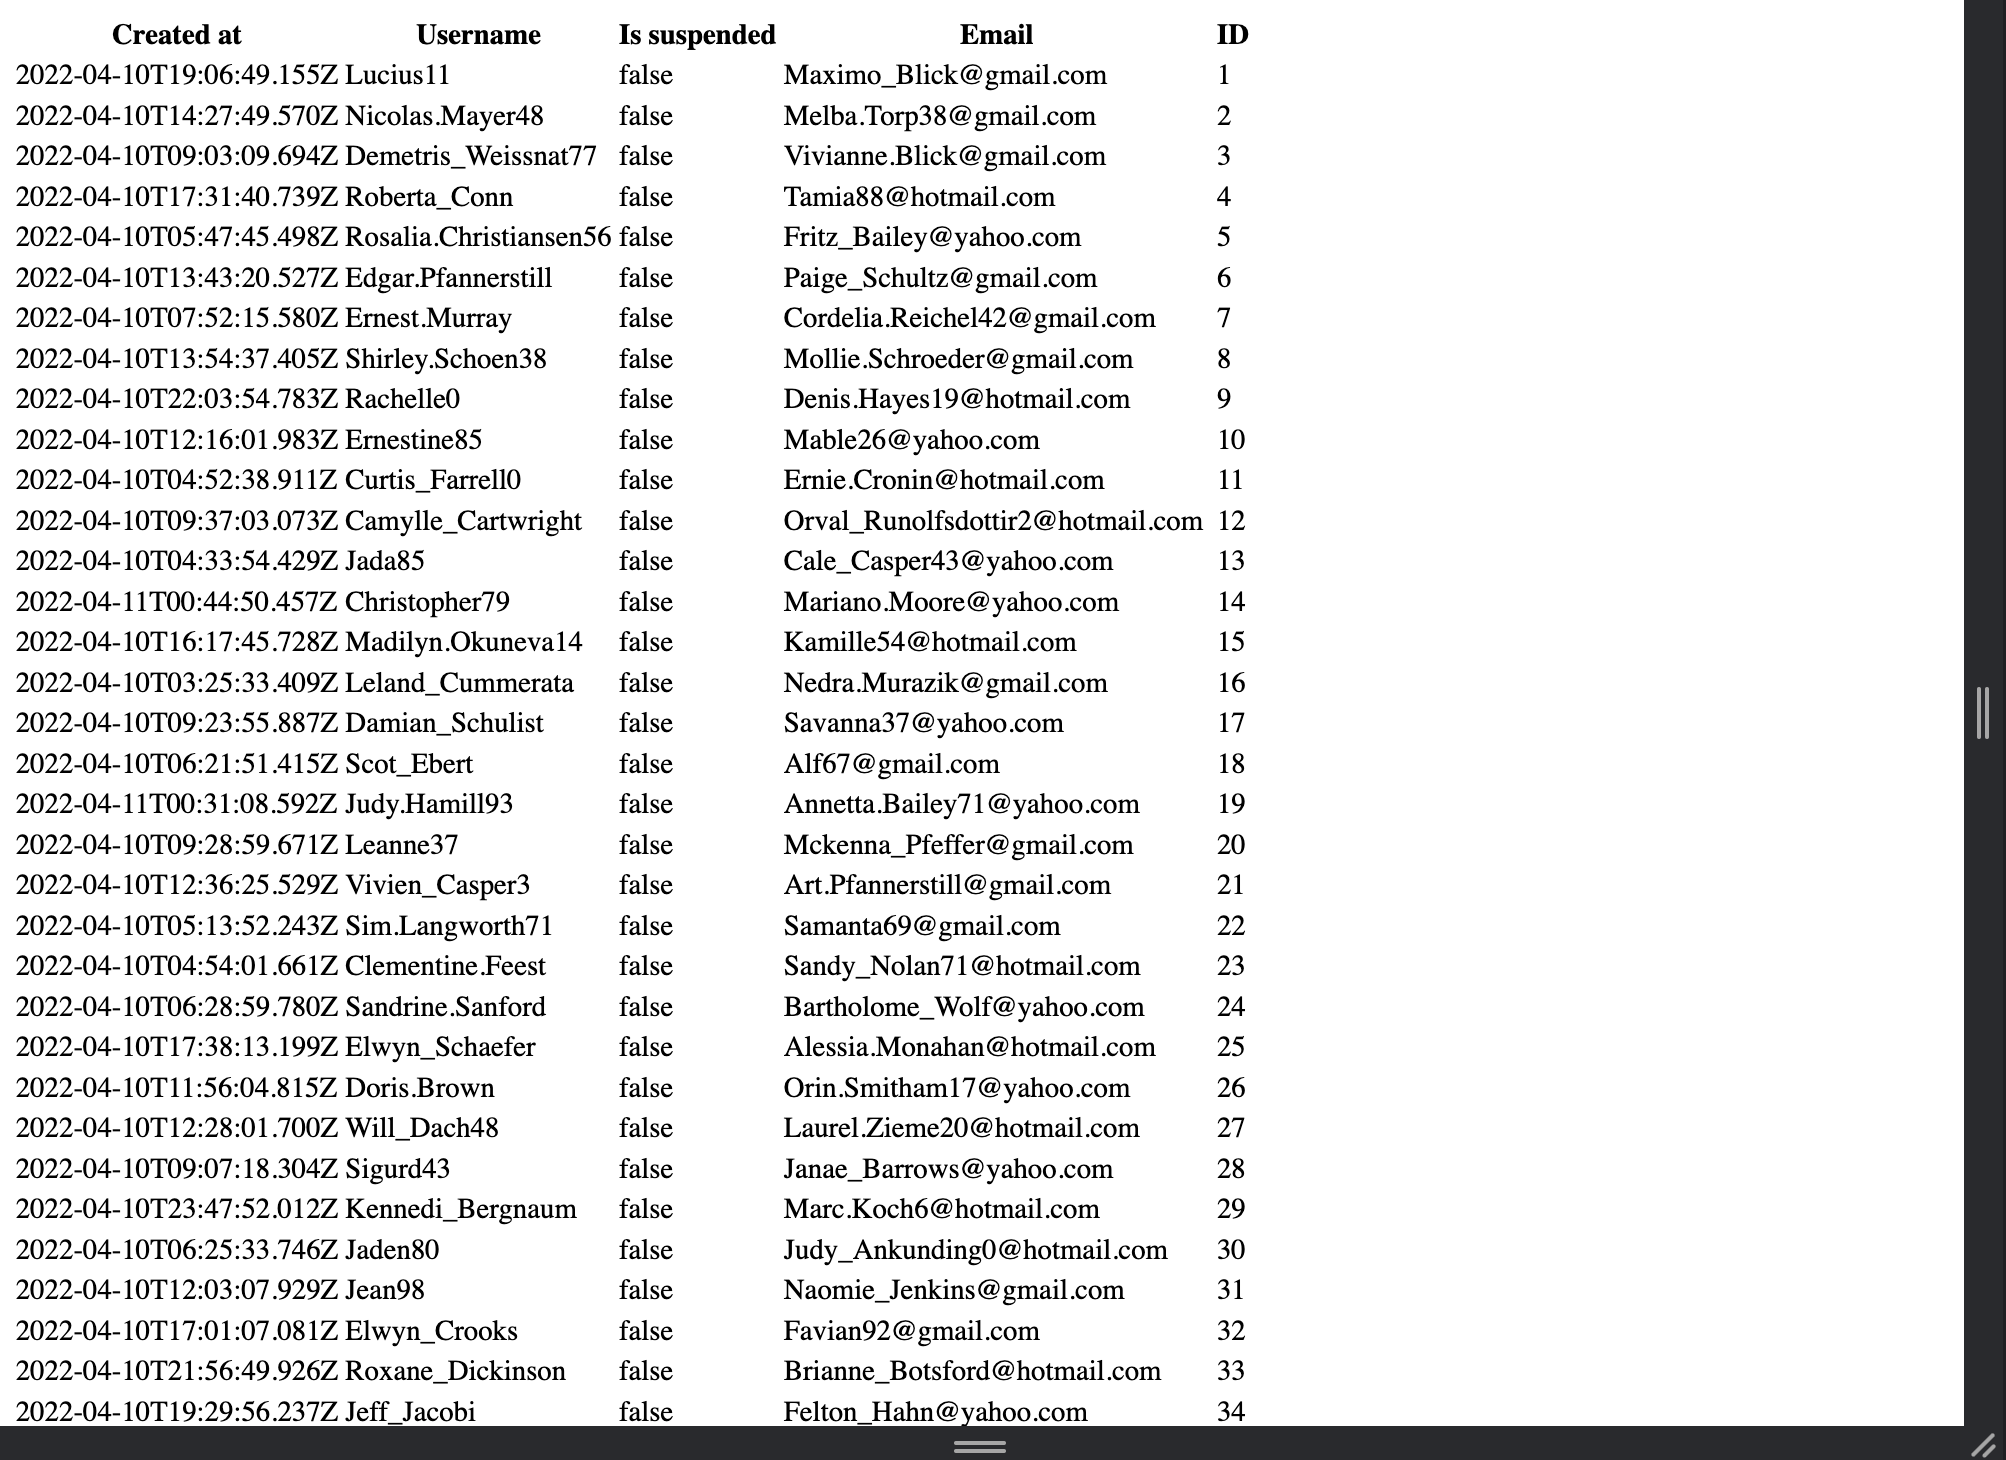 Created at Username Is suspended Email ID
2022-04-10T19:06:49.155Z Lucius11 false Maximo_Blick@gmail.com 1
2022-04-10T14:27:49.570Z Nicolas.Mayer48 false Melba.Torp38@gmail.com 2
2022-04-10T09:03:09.694Z Demetris_Weissnat77 false Vivianne.Blick@gmail.com 3
2022-04-10T17:31:40.739Z Roberta_Conn false Tamia88@hotmail.com 4
2022-04-10T05:47:45.498Z Rosalia.Christiansen56 false Fritz_Bailey@yahoo.com 5
2022-04-10T13:43:20.527Z Edgar.Pfannerstill false Paige_Schultz@gmail.com 6
2022-04-10T07:52:15.580Z Ernest.Murray false Cordelia.Reichel42@gmail.com 7
2022-04-10T13:54:37.405Z Shirley.Schoen38 false Mollie.Schroeder@gmail.com 8
2022-04-10T22:03:54.783Z Rachelle0 false Denis.Hayes19@hotmail.com 9
2022-04-10T12:16:01.983Z Ernestine85 false Mable26@yahoo.com 10
2022-04-10T04:52:38.911Z Curtis_Farrell0 false Ernie.Cronin@hotmail.com 11
2022-04-10T09:37:03.073Z Camylle_Cartwright false Orval_Runolfsdottir2@hotmail.com 12
2022-04-10T04:33:54.429Z Jada85 false Cale_Casper43@yahoo.com 13
2022-04-11T00:44:50.457Z Christopher79 false Mariano.Moore@yahoo.com 14
2022-04-10T16:17:45.728Z Madilyn.Okuneva14 false Kamille54@hotmail.com 15
2022-04-10T03:25:33.409Z Leland_Cummerata false Nedra.Murazik@gmail.com 16
2022-04-10T09:23:55.887Z Damian_Schulist false Savanna37@yahoo.com 17
2022-04-10T06:21:51.415Z Scot_Ebert false Alf67@gmail.com 18
2022-04-11T00:31:08.592Z Judy.Hamill93 false Annetta.Bailey71@yahoo.com 19
2022-04-10T09:28:59.671Z Leanne37 false Mckenna_Pfeffer@gmail.com 20
2022-04-10T12:36:25.529Z Vivien_Casper3 false Art.Pfannerstill@gmail.com 21
2022-04-10T05:13:52.243Z Sim.Langworth71 false Samanta69@gmail.com 22
2022-04-10T04:54:01.661Z Clementine.Feest false Sandy_Nolan71@hotmail.com 23
2022-04-10T06:28:59.780Z Sandrine.Sanford false Bartholome_Wolf@yahoo.com 24
2022-04-10T17:38:13.199Z Elwyn_Schaefer false Alessia.Monahan@hotmail.com 25
2022-04-10T11:56:04.815Z Doris.Brown false Orin.Smitham17@yahoo.com 26
2022-04-10T12:28:01.700Z Will_Dach48 false Laurel.Zieme20@hotmail.com 27
2022-04-10T09:07:18.304Z Sigurd43 false Janae_Barrows@yahoo.com 28
2022-04-10T23:47:52.012Z Kennedi_Bergnaum false Marc.Koch6@hotmail.com 29
2022-04-10T06:25:33.746Z Jaden80 false Judy_Ankunding0@hotmail.com 30
2022-04-10T12:03:07.929Z Jean98 false Naomie_Jenkins@gmail.com 31
2022-04-10T17:01:07.081Z Elwyn_Crooks false Favian92@gmail.com 32
2022-04-10T21:56:49.926Z Roxane_Dickinson false Brianne_Botsford@hotmail.com 33
2022-04-10T19:29:56.237Z Jeff_Jacobi false Felton_Hahn@yahoo.com 34